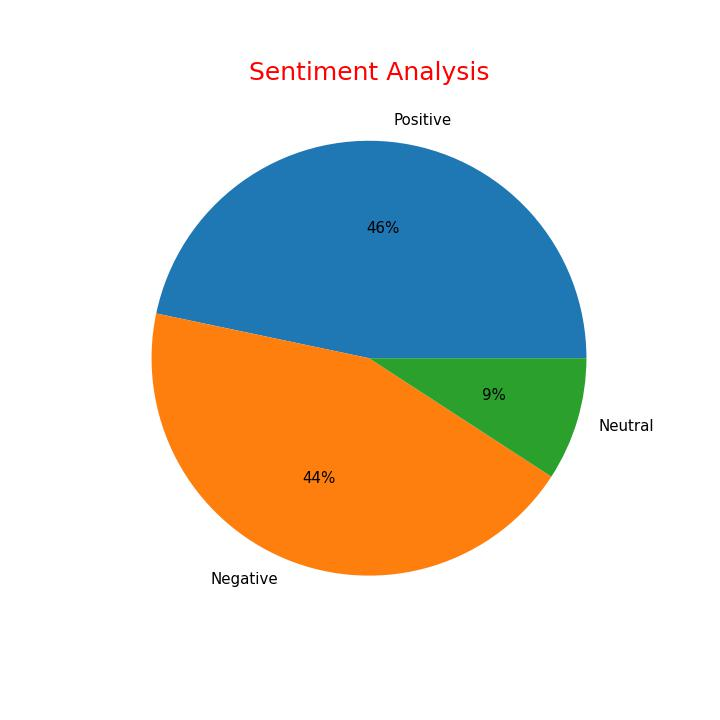 Sentiment Analysis
Positive
46%
9%
Neutral
44%
Negative